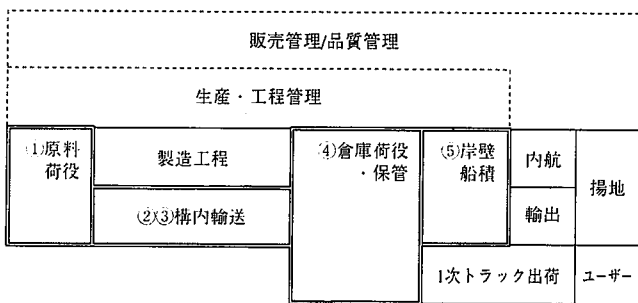 販売管理/品質管理
生産・工程管理
(1)原料
荷役
製造工程
②③構内輸送
④倉庫荷役
・保管
⑤岸壁
船積
内航
輸出
揚地
1次トラック出荷
ユーザー